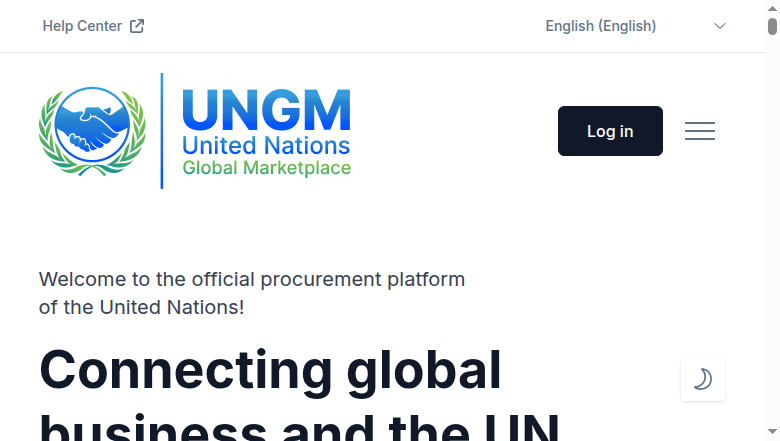 Help Center
English (English)
UNGM
United Nations
Global Marketplace
Log in
Welcome to the official procurement platform
of the United Nations!
Connecting global
business and the UN